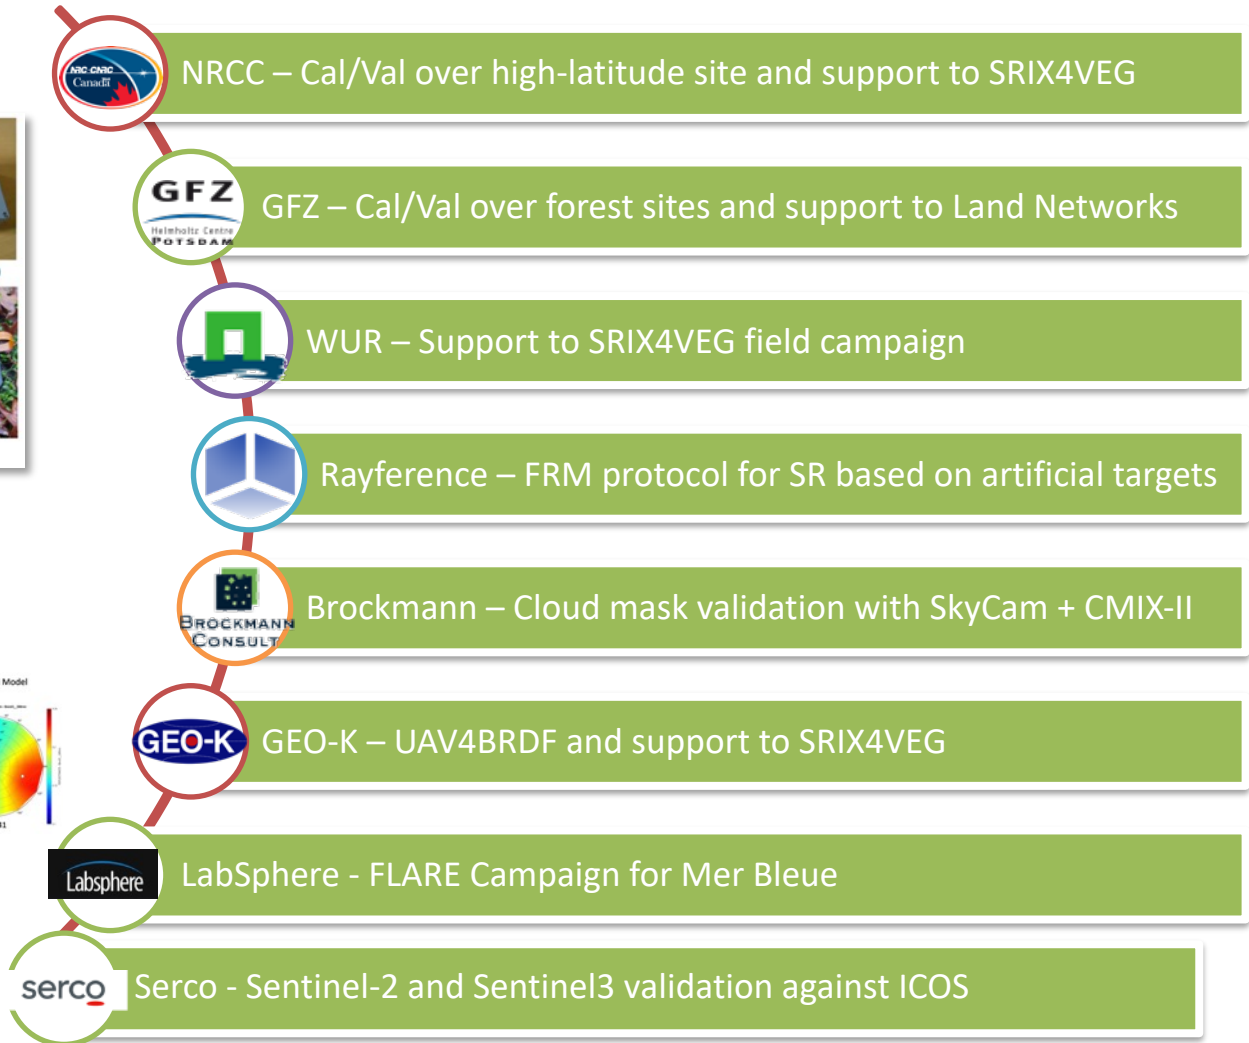 NRC·CNRC
Canada
NRCC – Cal/Val over high-latitude site and support to SRIX4VEG
GFZ
Helmholtz Centre
POTSDAM
GFZ – Cal/Val over forest sites and support to Land Networks
WUR – Support to SRIX4VEG field campaign
Rayference – FRM protocol for SR based on artificial targets
BROCKMANN
CONSULT
Brockmann – Cloud mask validation with SkyCam + CMIX-II
Model
GEO-K
GEO-K – UAV4BRDF and support to SRIX4VEG
Labsphere
LabSphere - FLARE Campaign for Mer Bleue
serco
Serco - Sentinel-2 and Sentinel3 validation against ICOS